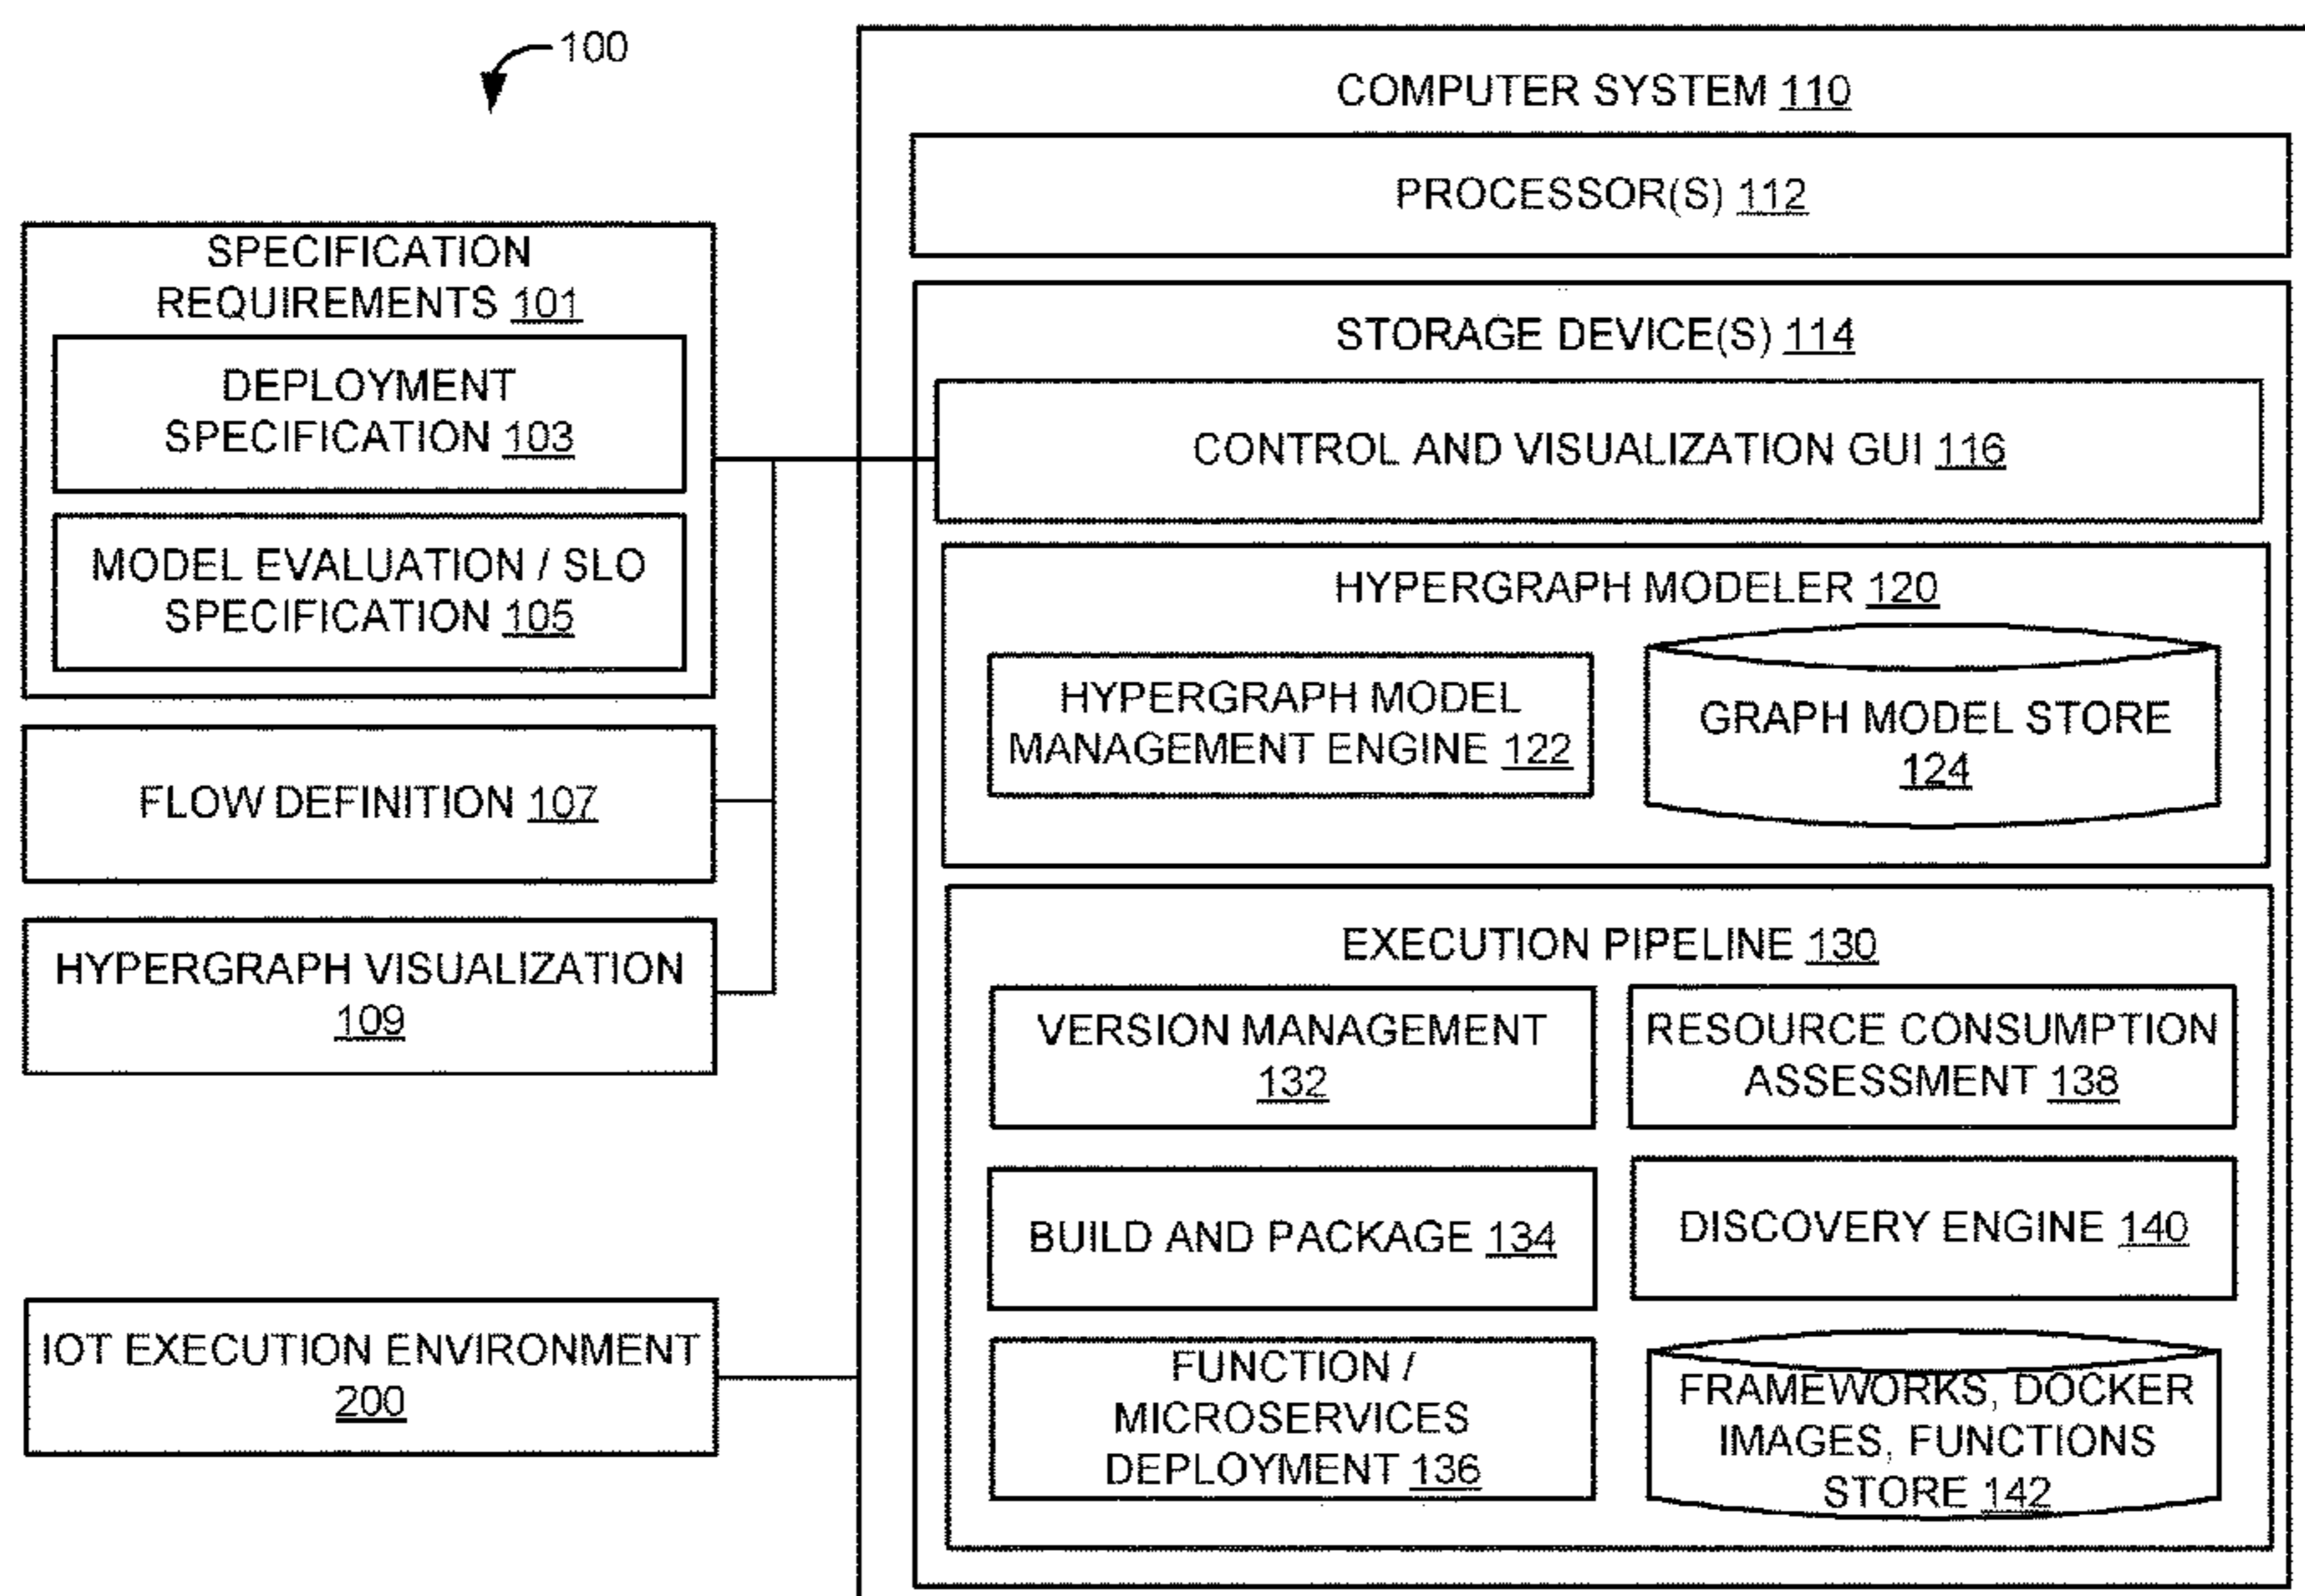 100
SPECIFICATION
REQUIREMENTS 101
DEPLOYMENT
SPECIFICATION 103
MODEL EVALUATION / SLO
SPECIFICATION 105
FLOW DEFINITION 107
HYPERGRAPH VISUALIZATION
109
IOT EXECUTION ENVIRONMENT
200
COMPUTER SYSTEM 110
PROCESSOR(S) 112
STORAGE DEVICE(S) 114
CONTROL AND VISUALIZATION GUI 116
HYPERGRAPH MODELER 120
HYPERGRAPH MODEL
MANAGEMENT ENGINE 122
GRAPH MODEL STORE
124
EXECUTION PIPELINE 130
VERSION MANAGEMENT
132
RESOURCE CONSUMPTION
ASSESSMENT 138
BUILD AND PACKAGE 134
DISCOVERY ENGINE 140
FUNCTION /
MICROSERVICES
DEPLOYMENT 136
FRAMEWORKS, DOCKER
IMAGES, FUNCTIONS
STORE 142